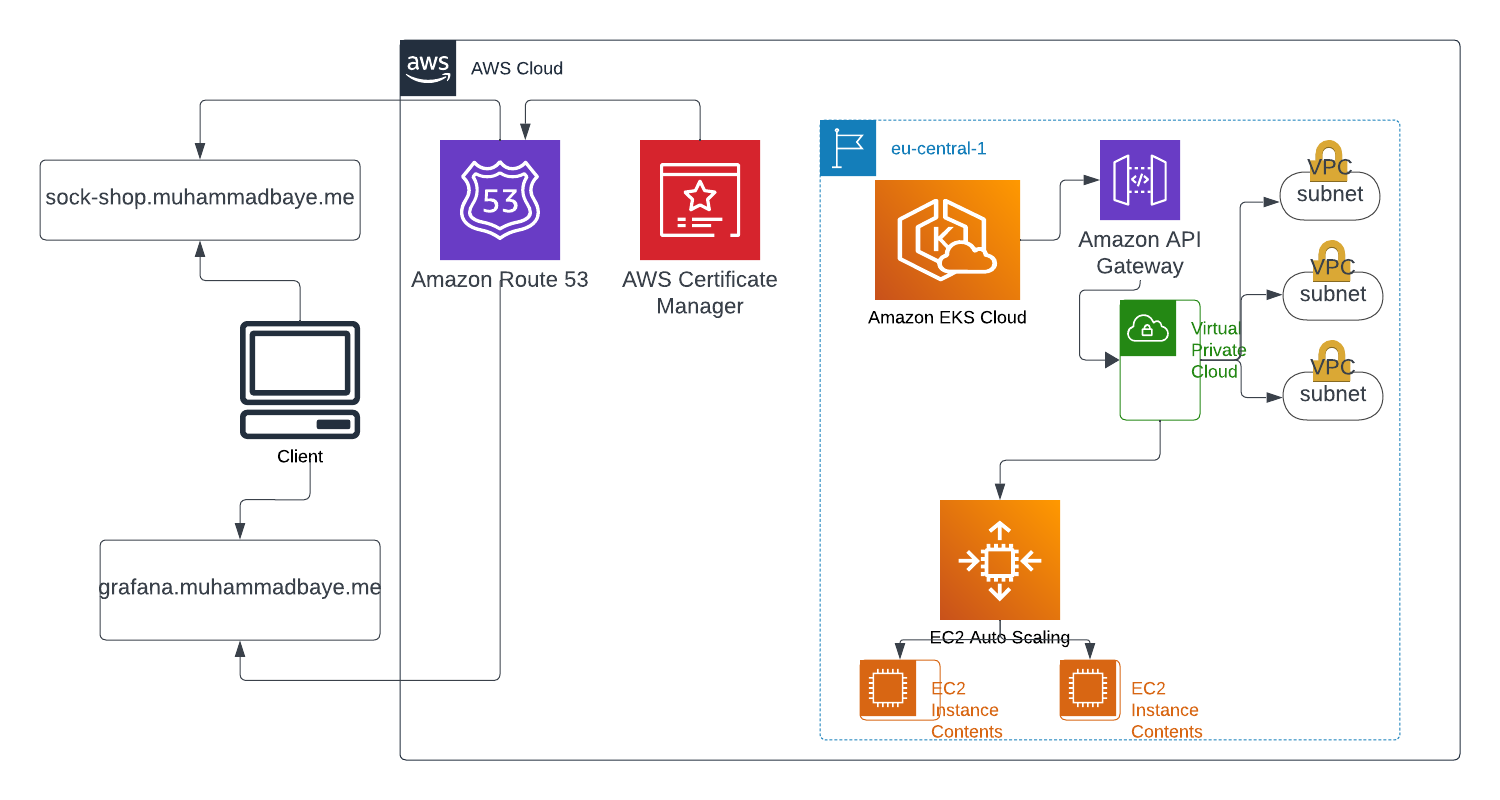 aws
AWS Cloud
sock-shop.muhammadbaye.me
53
Amazon Route 53
AWS Certificate
Manager
eu-central-1
K
Amazon EKS Cloud
</>
Amazon API
Gateway
VPC
subnet
VPC
subnet
VPC
subnet
Virtual
Private
Cloud
Client
grafana.muhammadbaye.me
EC2 Auto Scaling
EC2
Instance
Contents
EC2
Instance
Contents